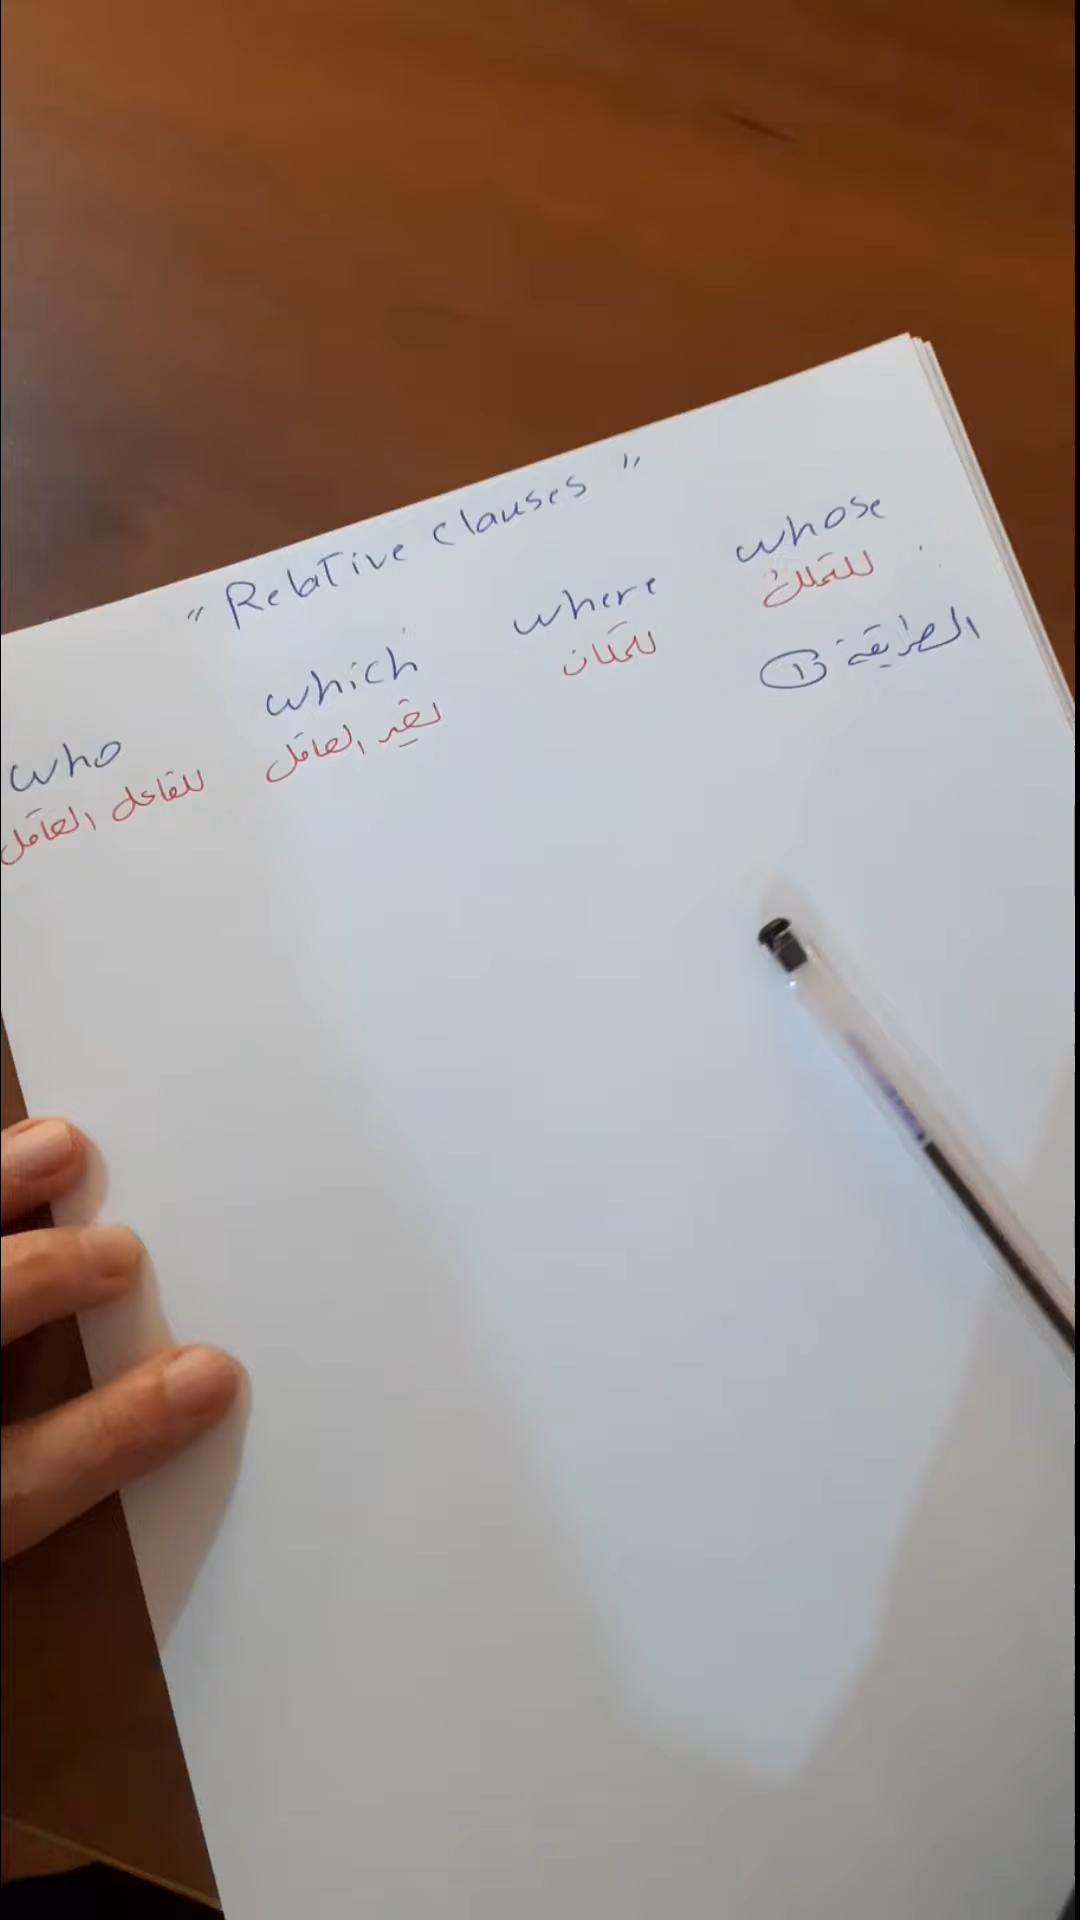 " Relative Clauses "
who which where whose
للفاعل العاقل لغير العاقل للمكان للتملك
الطريقة ①